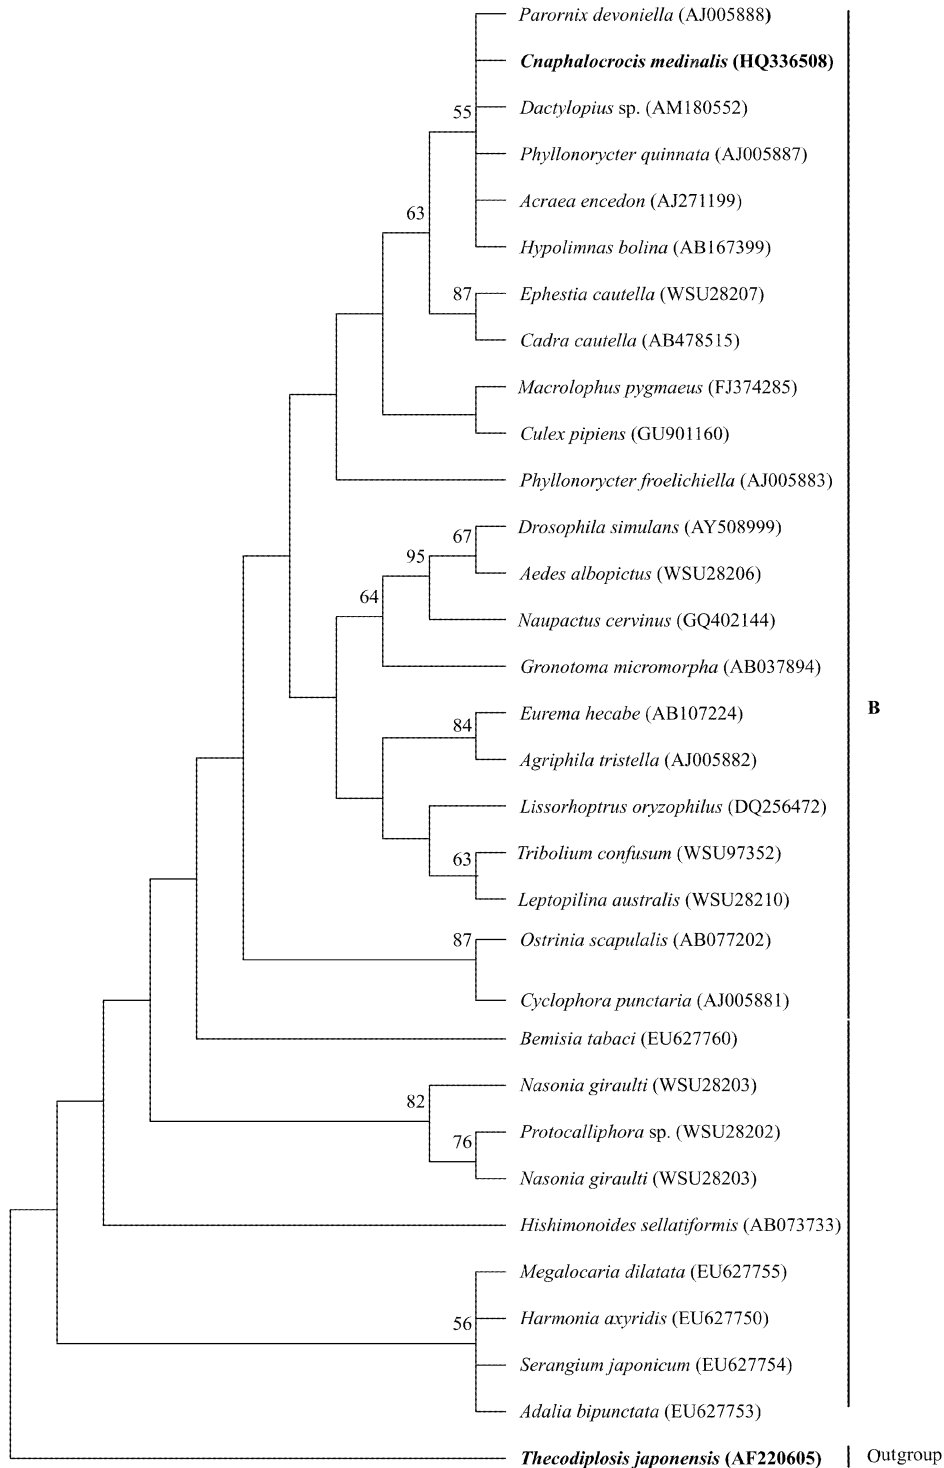 Parornix devoniella (AJ005888)
Cnaphalocrocis medinalis (HQ336508)
55
Dactylopius sp. (AM180552)
Phyllonorycter quinnata (AJ005887)
Acraea encedon (AJ271199)
63
Hypolimnas bolina (AB167399)
87
Ephestia cautella (WSU28207)
Cadra cautella (AB478515)
Macrolophus pygmaeus (FJ374285)
Culex pipiens (GU901160)
Phyllonorycter froelichiella (AJ005883)
Drosophila simulans (AY508999)
67
95
Aedes albopictus (WSU28206)
64
Naupactus cervinus (GQ402144)
Gronotoma micromorpha (AB037894)
B
Eurema hecabe (AB107224)
84
Agriphila tristella (AJ005882)
Lissorhoptrus oryzophilus (DQ256472)
63
Tribolium confusum (WSU97352)
Leptopilina australis (WSU28210)
87
Ostrinia scapulalis (AB077202)
Cyclophora punctaria (AJ005881)
Bemisia tabaci (EU627760)
Nasonia giraulti (WSU28203)
82
Protocalliphora sp. (WSU28202)
76
Nasonia giraulti (WSU28203)
Hishimonoides sellatiformis (AB073733)
Megalocaria dilatata (EU627755)
56
Harmonia axyridis (EU627750)
Serangium japonicum (EU627754)
Adalia bipunctata (EU627753)
Thecodiplosis japonensis (AF220605)
Outgroup